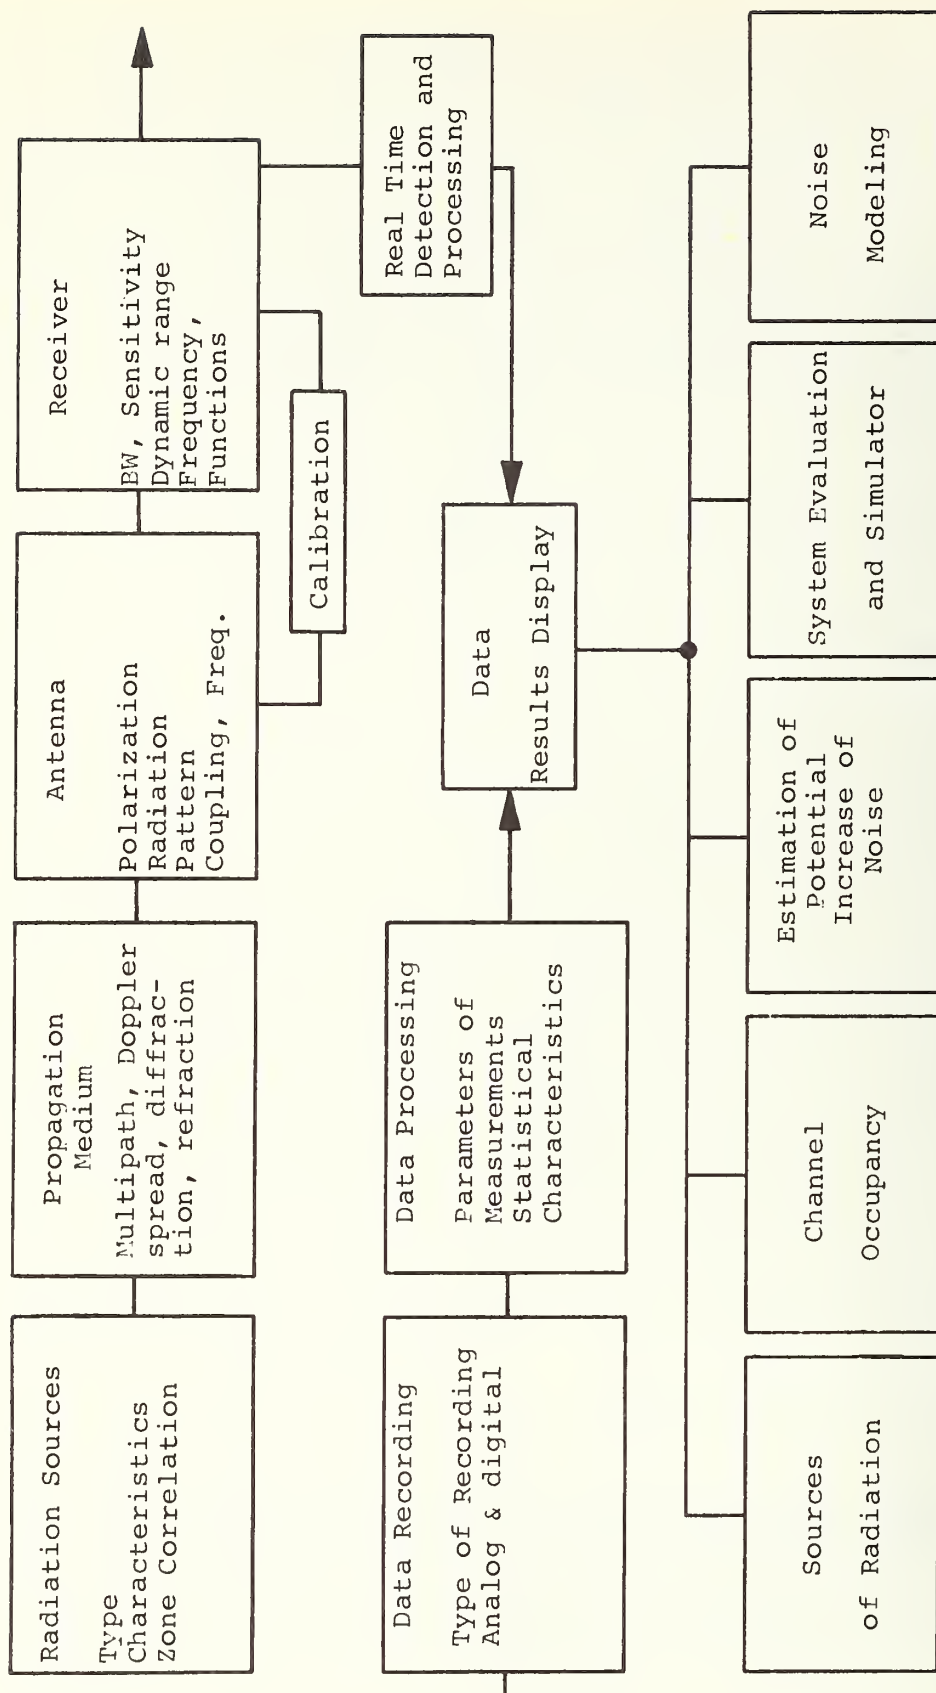 Radiation Sources
Type
Characteristics
Zone Correlation
Propagation
Medium
Multipath, Doppler
spread, diffrac-
tion, refraction
Antenna
Polarization
Radiation
Pattern
Coupling, Freq.
Receiver
BW, Sensitivity
Dynamic range
Frequency,
Functions
Calibration
Real Time
Detection and
Processing
Data Recording
Type of Recording
Analog & digital
Data Processing
Parameters of
Measurements
Statistical
Characteristics
Data
Results Display
Sources
of Radiation
Channel
Occupancy
Estimation of
Potential
Increase of
Noise
System Evaluation
and Simulator
Noise
Modeling